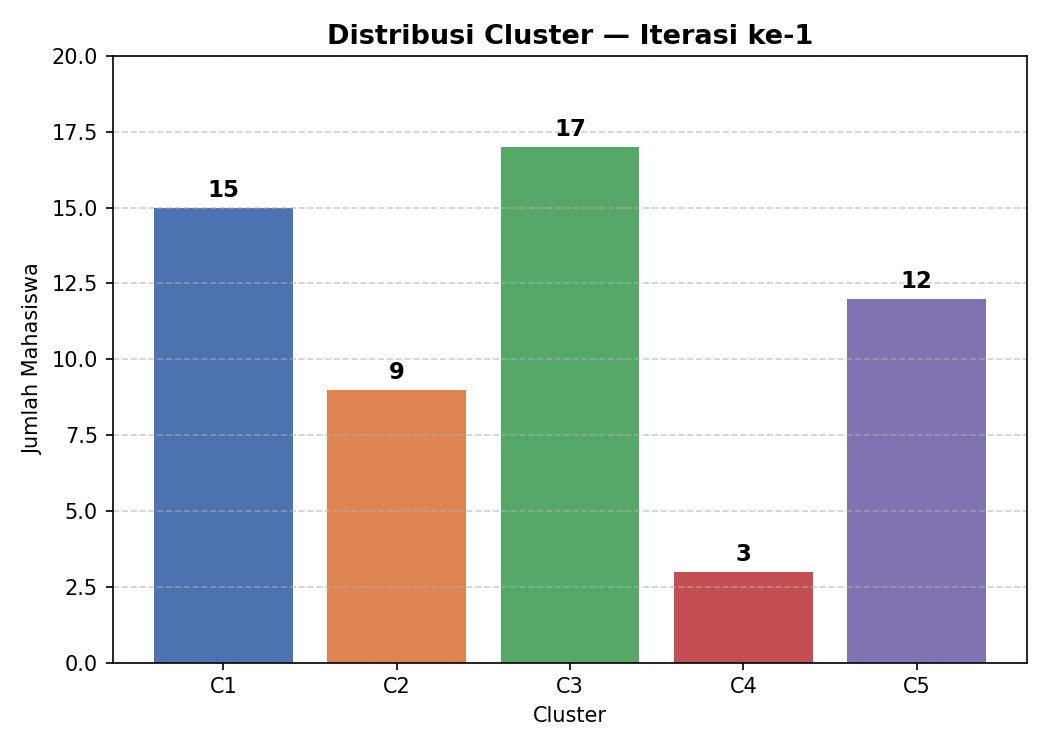 Distribusi Cluster — Iterasi ke-1
Jumlah Mahasiswa
20.0
17.5
15.0
12.5
10.0
7.5
5.0
2.5
0.0
15
9
17
3
12
C1
C2
C3
C4
C5
Cluster